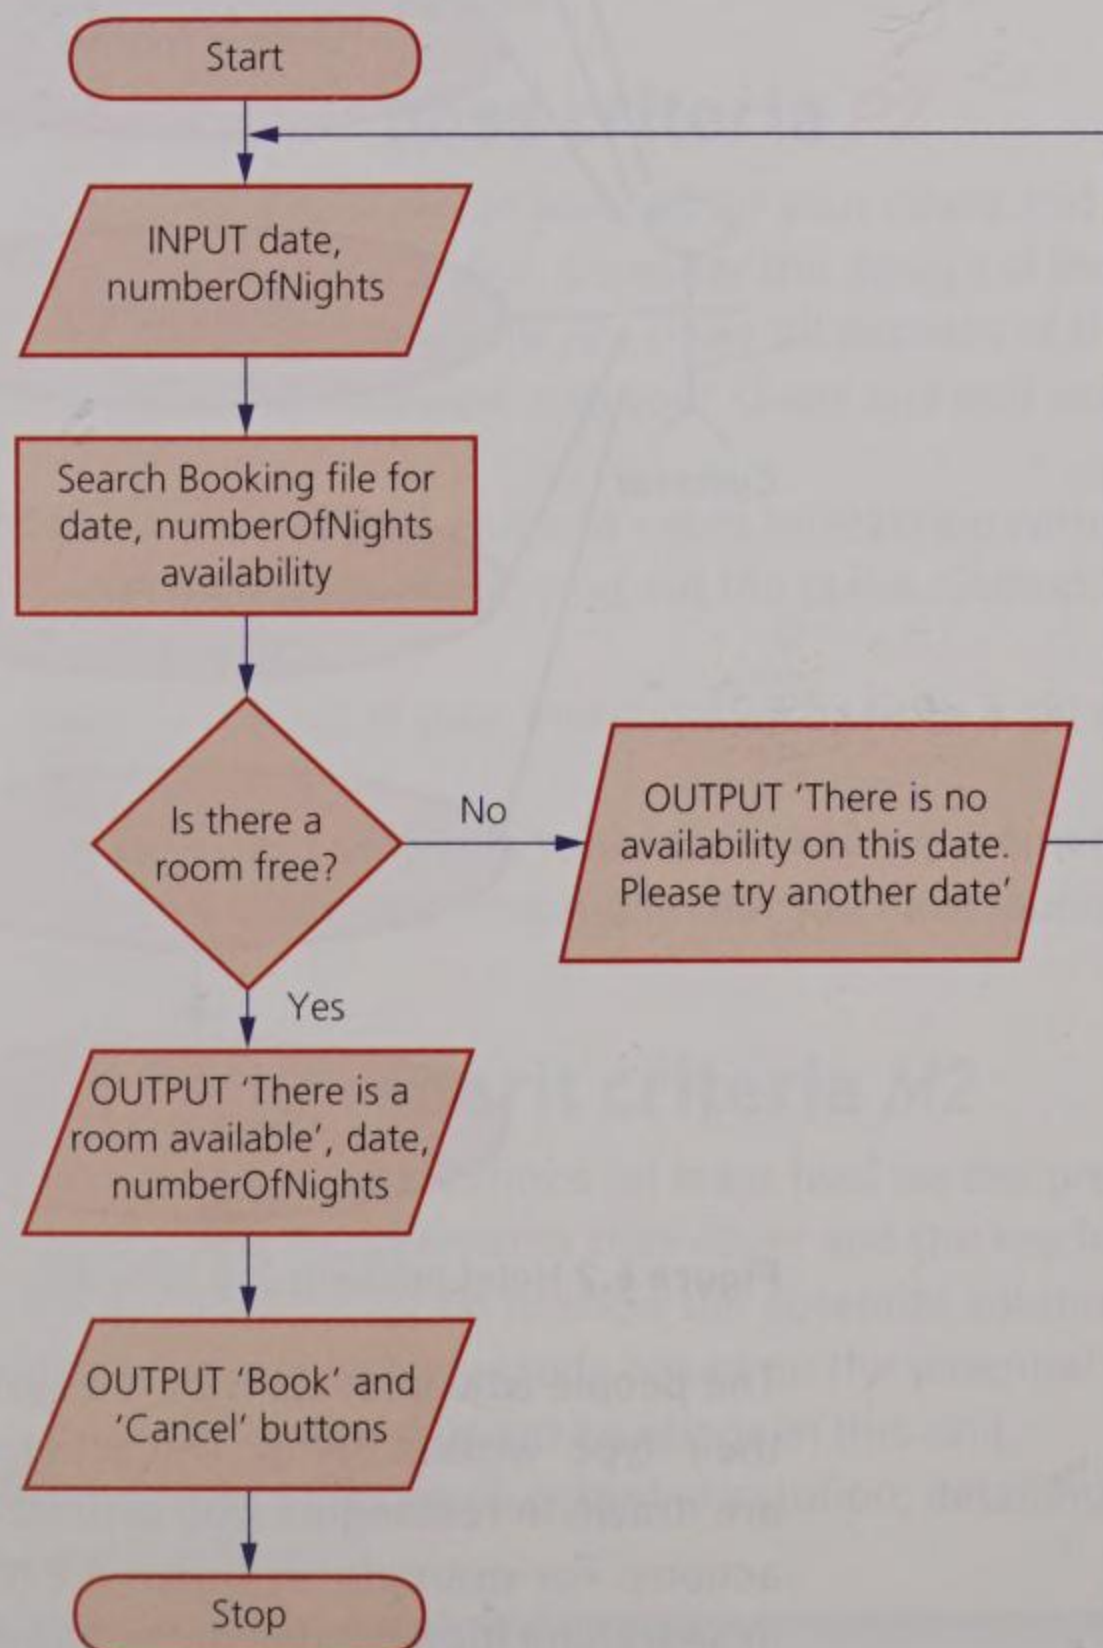 Start
INPUT date,
numberOfNights
Search Booking file for
date, numberOfNights
availability
Is there a
room free?
No
OUTPUT ‘There is no
availability on this date.
Please try another date’
Yes
OUTPUT ‘There is a
room available’, date,
numberOfNights
OUTPUT ‘Book’ and
‘Cancel’ buttons
Stop